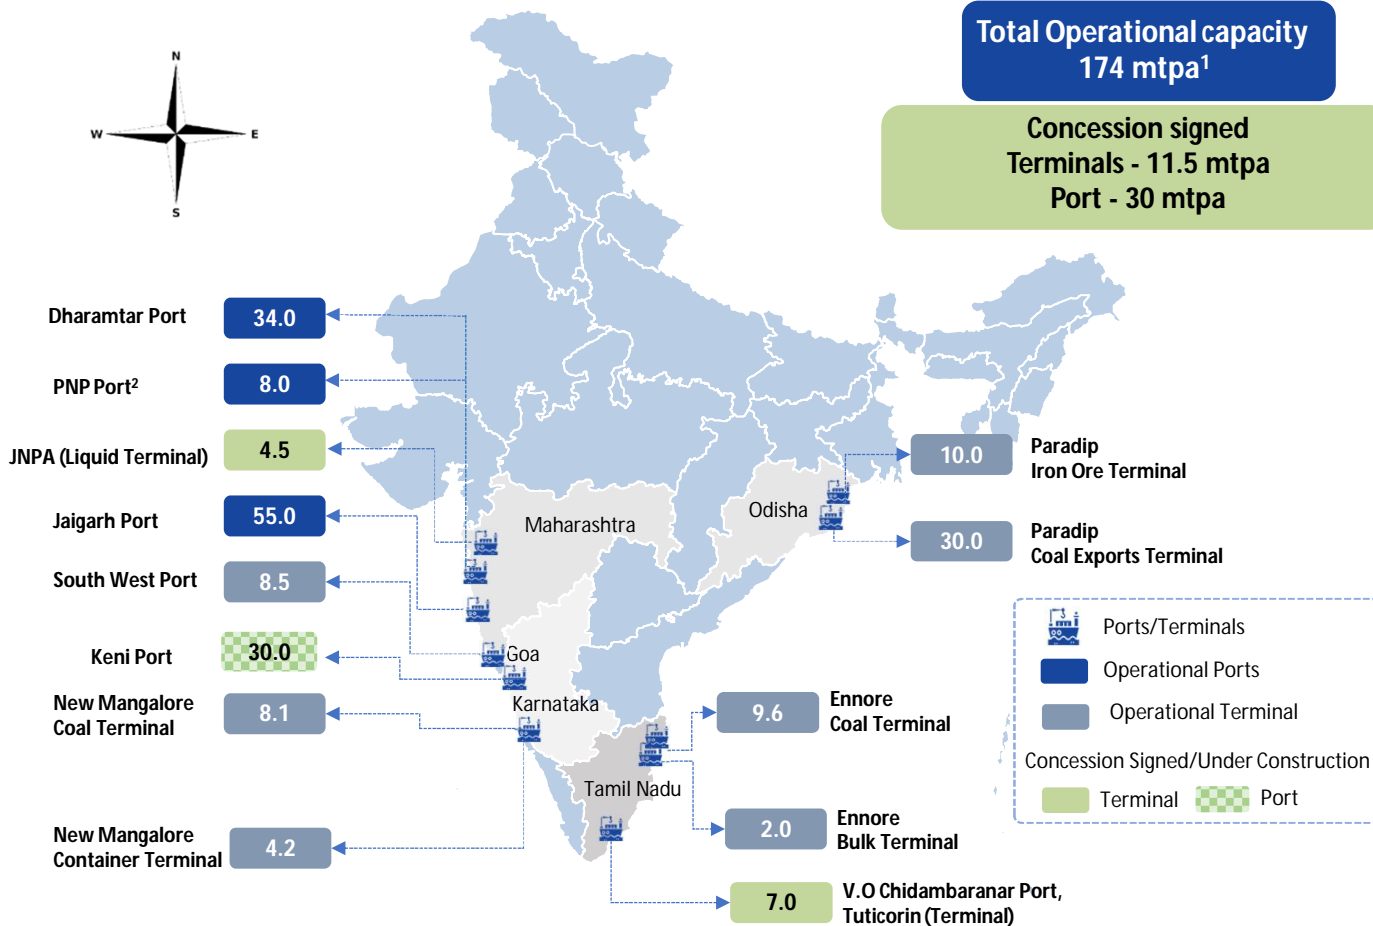 Total Operational capacity
174 mtpa¹
Concession signed
Terminals - 11.5 mtpa
Port - 30 mtpa
N
W
E
S
Dharamtar Port
34.0
PNP Port²
8.0
JNPA (Liquid Terminal)
4.5
Jaigarh Port
55.0
South West Port
8.5
Keni Port
30.0
New Mangalore
Coal Terminal
8.1
New Mangalore
Container Terminal
4.2
Maharashtra
Odisha
Goa
Karnataka
Tamil Nadu
10.0
Paradip
Iron Ore Terminal
30.0
Paradip
Coal Exports Terminal
9.6
Ennore
Coal Terminal
2.0
Ennore
Bulk Terminal
7.0
V.O Chidambaranar Port,
Tuticorin (Terminal)
Ports/Terminals
Operational Ports
Operational Terminal
Concession Signed/Under Construction
Terminal
Port